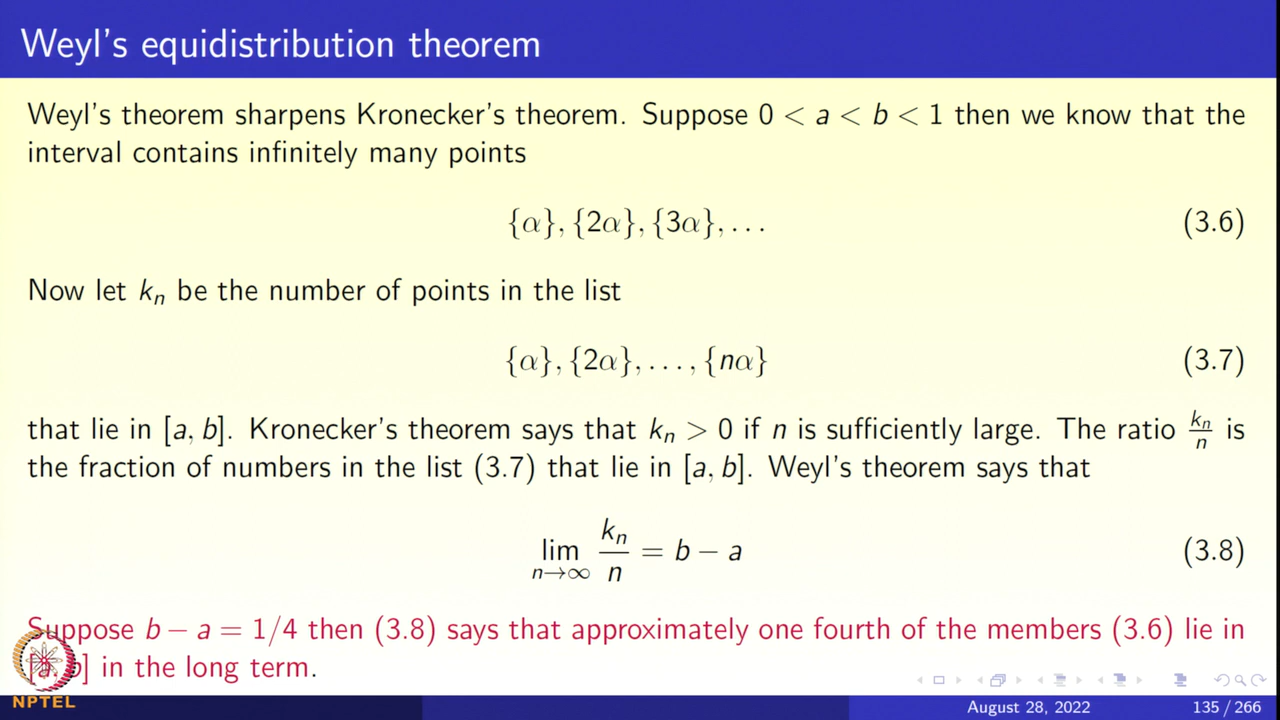 Weyl's equidistribution theorem
Weyl's theorem sharpens Kronecker's theorem. Suppose 0 < a < b < 1 then we know that the
interval contains infinitely many points
{α}, {2α}, {3α}, . . . (3.6)
Now let kₙ be the number of points in the list
{α}, {2α}, . . . , {nα} (3.7)
that lie in [a, b]. Kronecker's theorem says that kₙ > 0 if n is sufficiently large. The ratio kₙ/n is
the fraction of numbers in the list (3.7) that lie in [a, b]. Weyl's theorem says that
lim n→∞ kₙ/n = b − a (3.8)
Suppose b − a = 1/4 then (3.8) says that approximately one fourth of the members (3.6) lie in
b] in the long term.
NPTEL
August 28, 2022 135 / 266